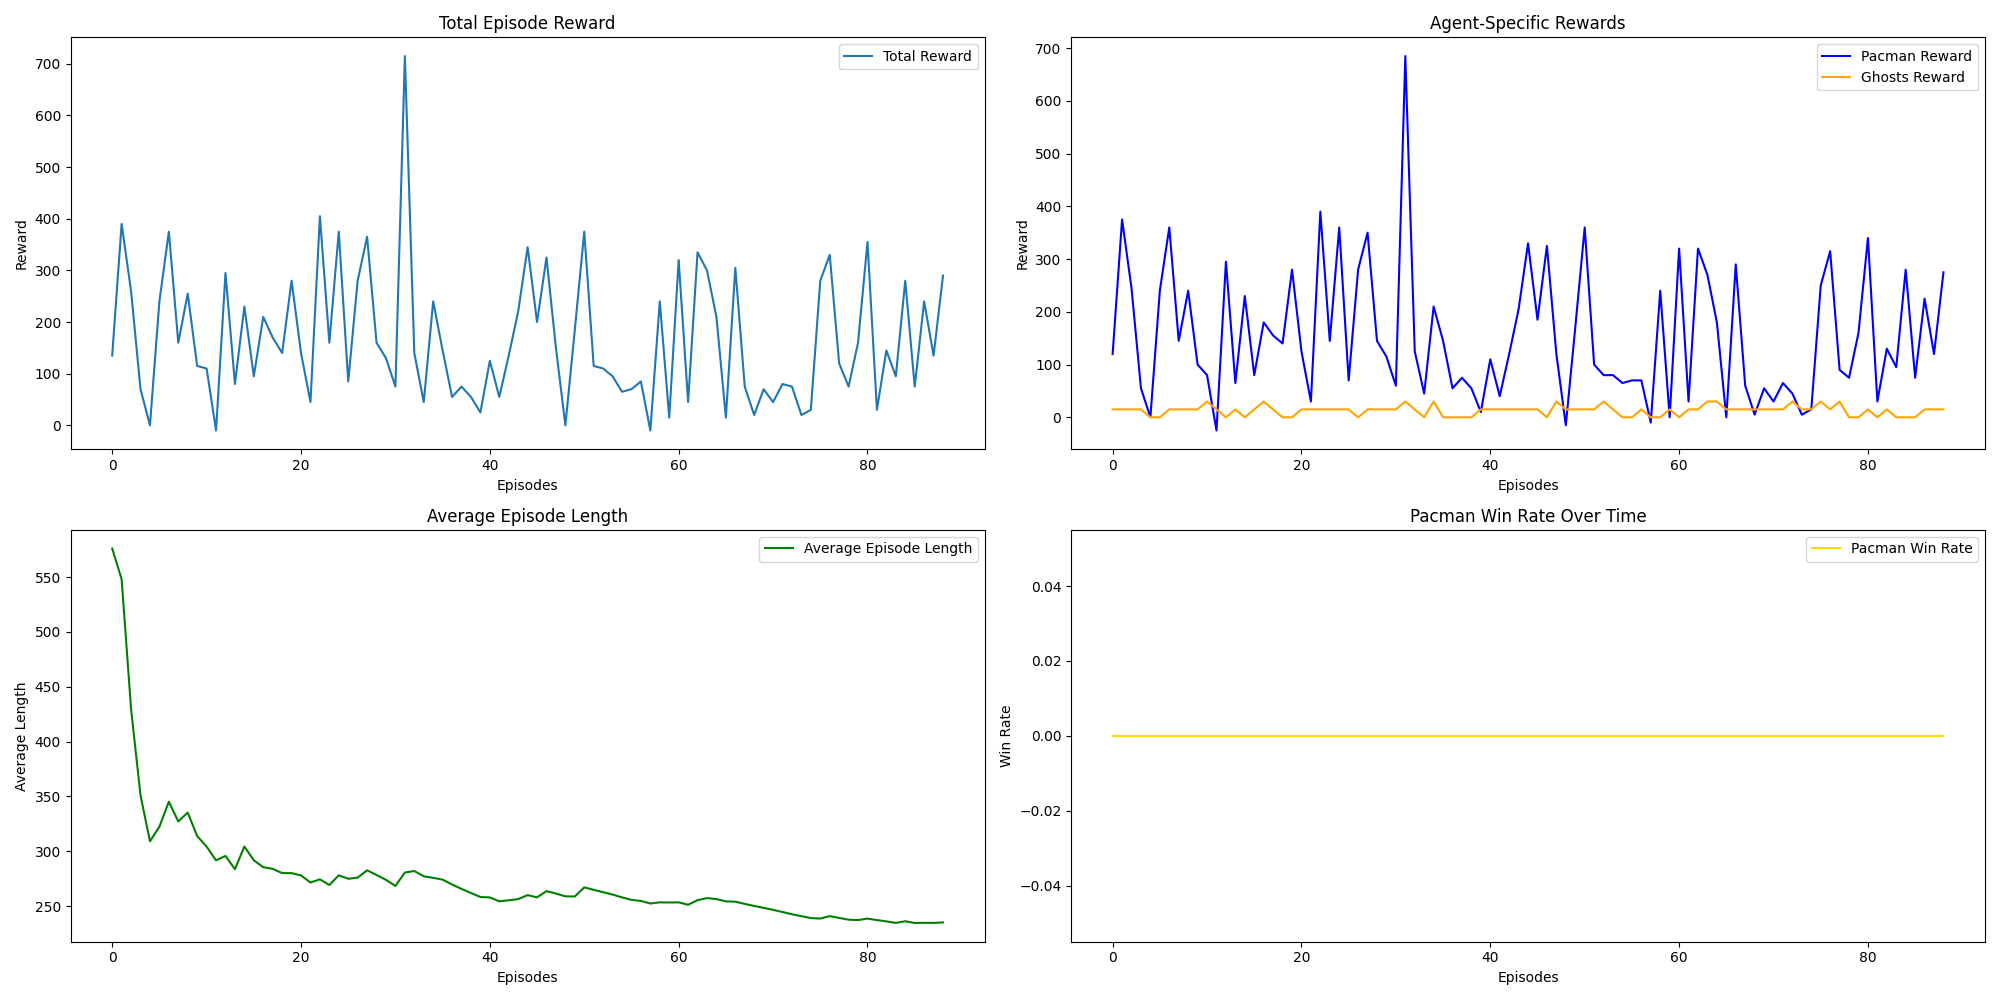 Total Episode Reward
Total Reward
700
600
500
400
300
200
100
0
Reward
0 20 40 60 80
Episodes
Agent-Specific Rewards
Pacman Reward
Ghosts Reward
700
600
500
400
300
200
100
0
Reward
0 20 40 60 80
Episodes
Average Episode Length
Average Episode Length
550
500
450
400
350
300
250
Average Length
0 20 40 60 80
Episodes
Pacman Win Rate Over Time
Pacman Win Rate
0.04
0.02
0.00
−0.02
−0.04
Win Rate
0 20 40 60 80
Episodes